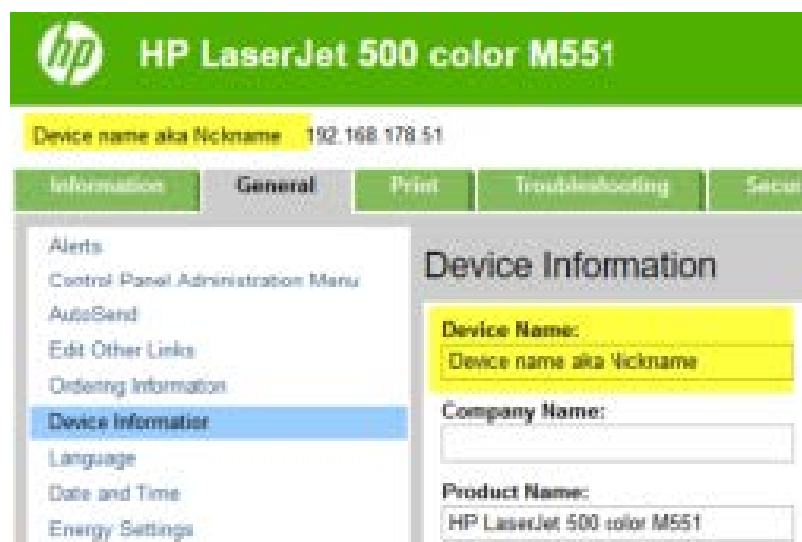 hp HP LaserJet 500 color M551
Device name aka Nickname 192.168.178.51
Information General Print Troubleshooting Secur
Alerts
Control Panel Administration Menu
AutoSend
Edit Other Links
Ordering Information
Device Information
Language
Date and Time
Energy Settings
Device Information
Device Name:
Device name aka Nickname
Company Name:
Product Name:
HP LaserJet 500 color M551